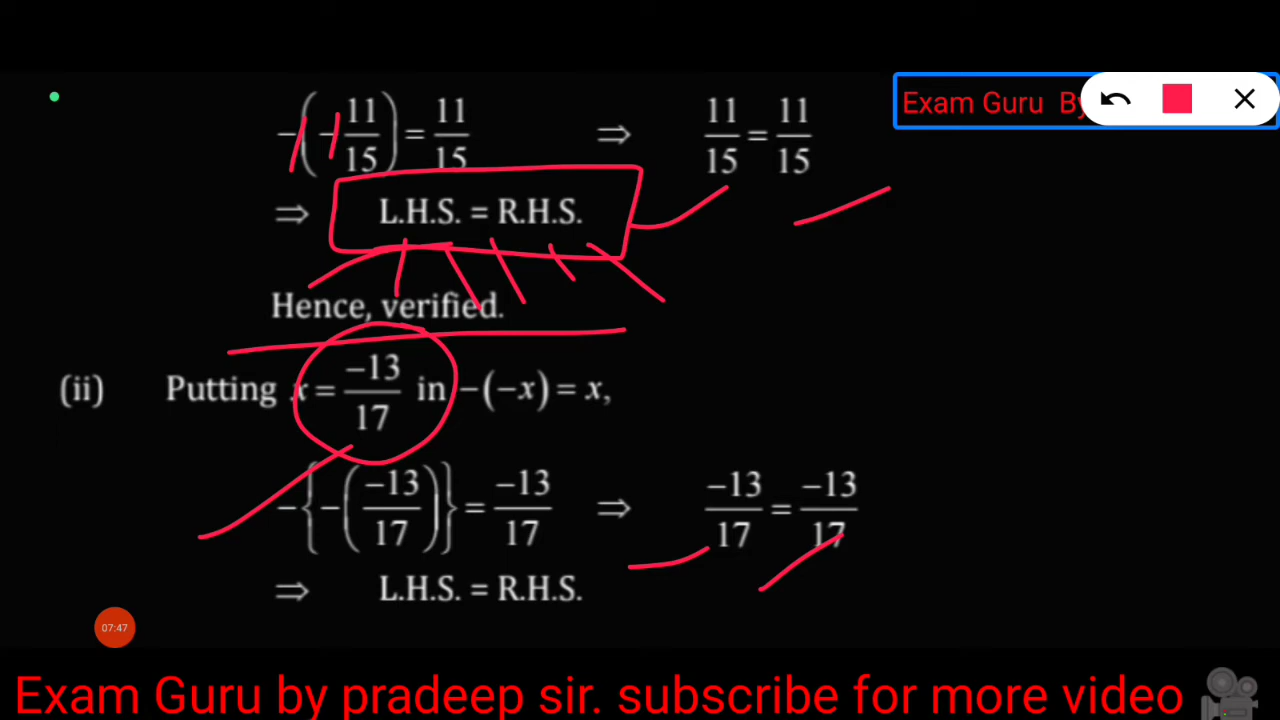 Exam Guru By
−(−11/15) = 11/15 ⇒ 11/15 = 11/15
⇒ L.H.S. = R.H.S.
Hence, verified.
(ii) Putting x = −13/17 in −(−x) = x,
−{−(−13/17)} = −13/17 ⇒ −13/17 = −13/17
⇒ L.H.S. = R.H.S.
07:47
Exam Guru by pradeep sir. subscribe for more video